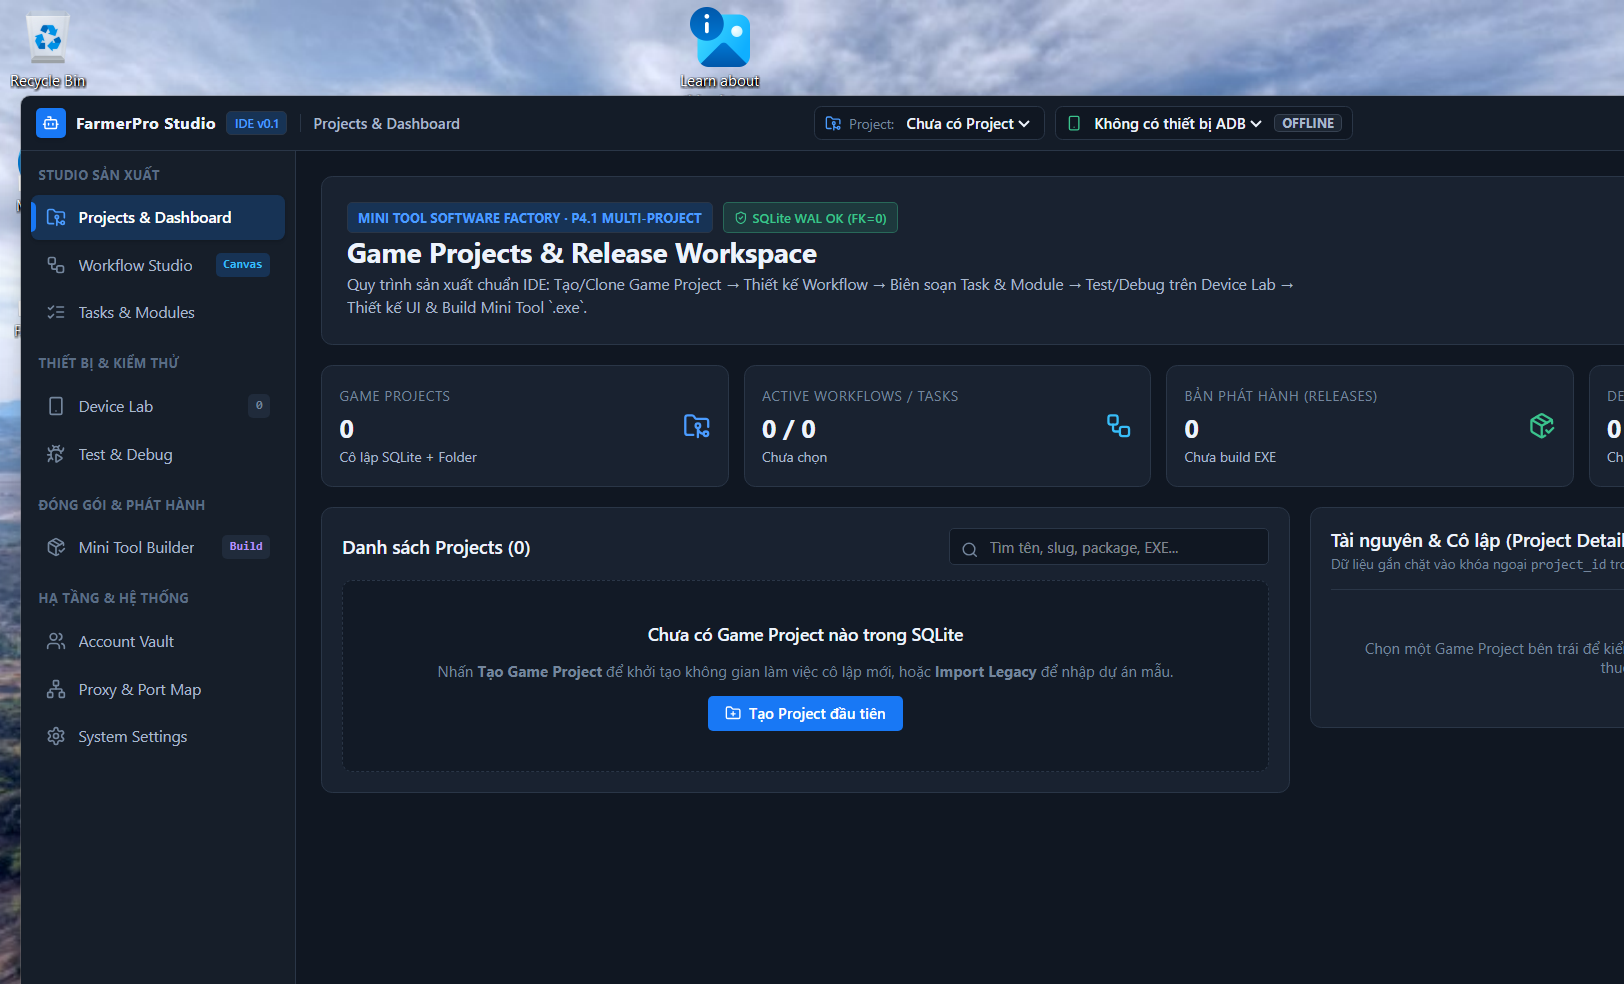 Recycle Bin
Learn about
FarmerPro Studio
IDE v0.1
Projects & Dashboard
Project: Chưa có Project
Không có thiết bị ADB
OFFLINE
STUDIO SẢN XUẤT
Projects & Dashboard
Workflow Studio
Canvas
Tasks & Modules
THIẾT BỊ & KIỂM THỬ
Device Lab
0
Test & Debug
ĐÓNG GÓI & PHÁT HÀNH
Mini Tool Builder
Build
HẠ TẦNG & HỆ THỐNG
Account Vault
Proxy & Port Map
System Settings
MINI TOOL SOFTWARE FACTORY · P4.1 MULTI-PROJECT
SQLite WAL OK (FK=0)
Game Projects & Release Workspace
Quy trình sản xuất chuẩn IDE: Tạo/Clone Game Project → Thiết kế Workflow → Biên soạn Task & Module → Test/Debug trên Device Lab →
Thiết kế UI & Build Mini Tool `.exe`.
GAME PROJECTS
0
Cô lập SQLite + Folder
ACTIVE WORKFLOWS / TASKS
0 / 0
Chưa chọn
BẢN PHÁT HÀNH (RELEASES)
0
Chưa build EXE
DE
0
Ch
Danh sách Projects (0)
Tìm tên, slug, package, EXE...
Chưa có Game Project nào trong SQLite
Nhấn Tạo Game Project để khởi tạo không gian làm việc cô lập mới, hoặc Import Legacy để nhập dự án mẫu.
Tạo Project đầu tiên
Tài nguyên & Cô lập (Project Detail
Dữ liệu gắn chặt vào khóa ngoại project_id tro
Chọn một Game Project bên trái để kiể
thu